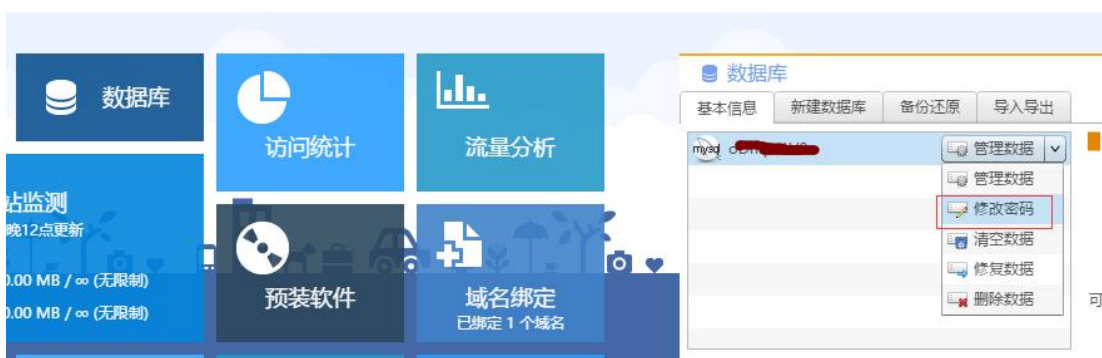 数据库
访问统计
流量分析
站监测
晚12点更新
0.00 MB / ∞ (无限制)
0.00 MB / ∞ (无限制)
预装软件
域名绑定
已绑定 1 个域名
数据库
基本信息
新建数据库
备份还原
导入导出
mysql
管理数据
管理数据
修改密码
清空数据
修复数据
删除数据
可